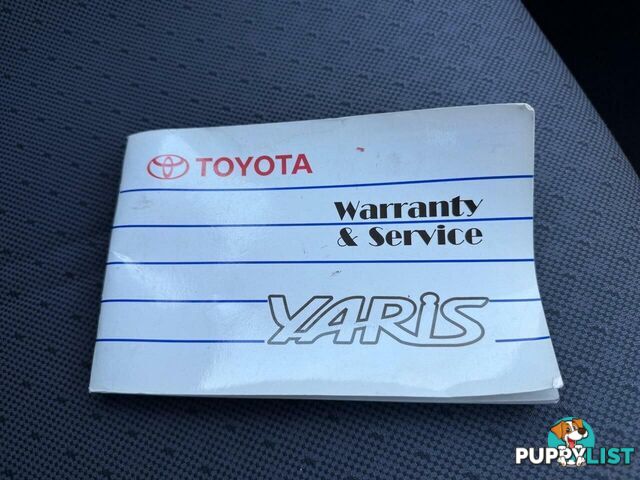 TOYOTA
Warranty
& Service
YARIS
PUPPYLIST